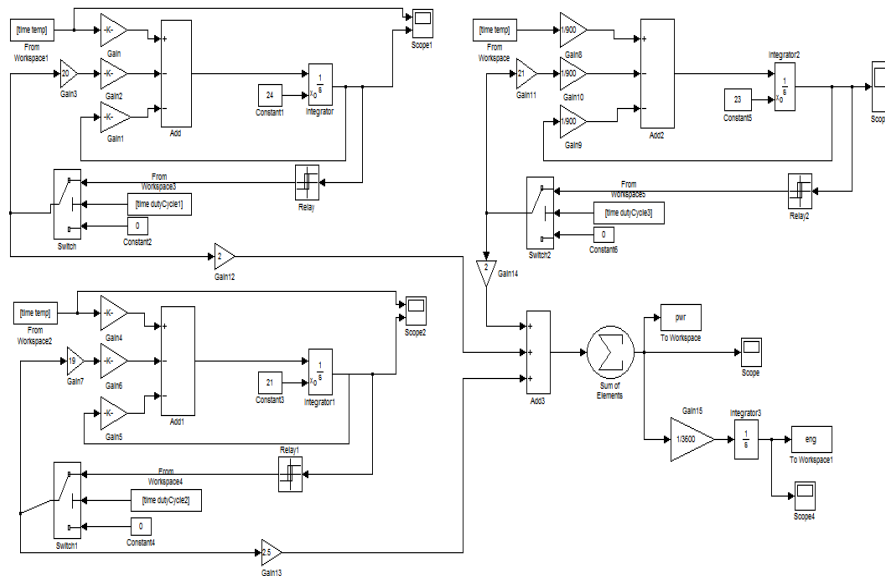 [time temp]
From
Workspace1
-K-
Gain
20
Gain3
-K-
Gain2
-K-
Gain1
+
−
−
Add
24
Constant1
1
s
xo
Integrator
Scope1
From
Workspace3
Relay
[time dutyCycle1]
0
Constant2
Switch
2
Gain12
[time temp]
From
Workspace
1/900
Gain8
21
Gain11
1/900
Gain10
1/900
Gain9
+
−
−
Add2
23
Constant5
Integrator2
1
s
xo
Scop
From
Workspace5
Relay2
[time dutyCycle3]
0
Constant6
Switch2
2
Gain14
[time temp]
From
Workspace2
-K-
Gain4
19
Gain7
-K-
Gain6
-K-
Gain5
+
−
−
Add1
21
Constant3
1
s
xo
Integrator1
Scope2
From
Workspace4
Relay1
[time dutyCycle2]
0
Constant4
Switch1
2.5
Gain13
+
+
+
Add3
Sum of
Elements
pwr
To Workspace
Scope
Gain15
1/3600
Integrator3
1
s
eng
To Workspace1
Scope4